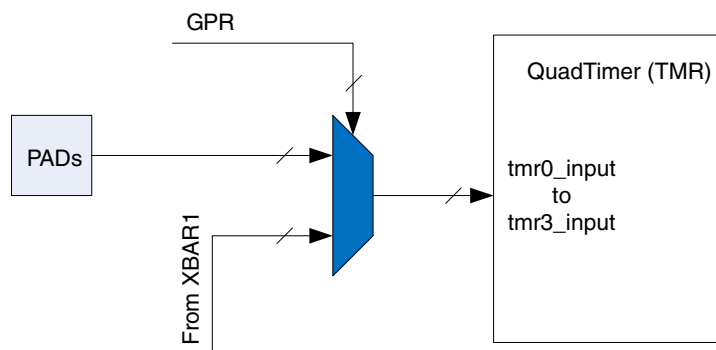 GPR
QuadTimer (TMR)
PADs
tmr0_input
to
tmr3_input
From XBAR1